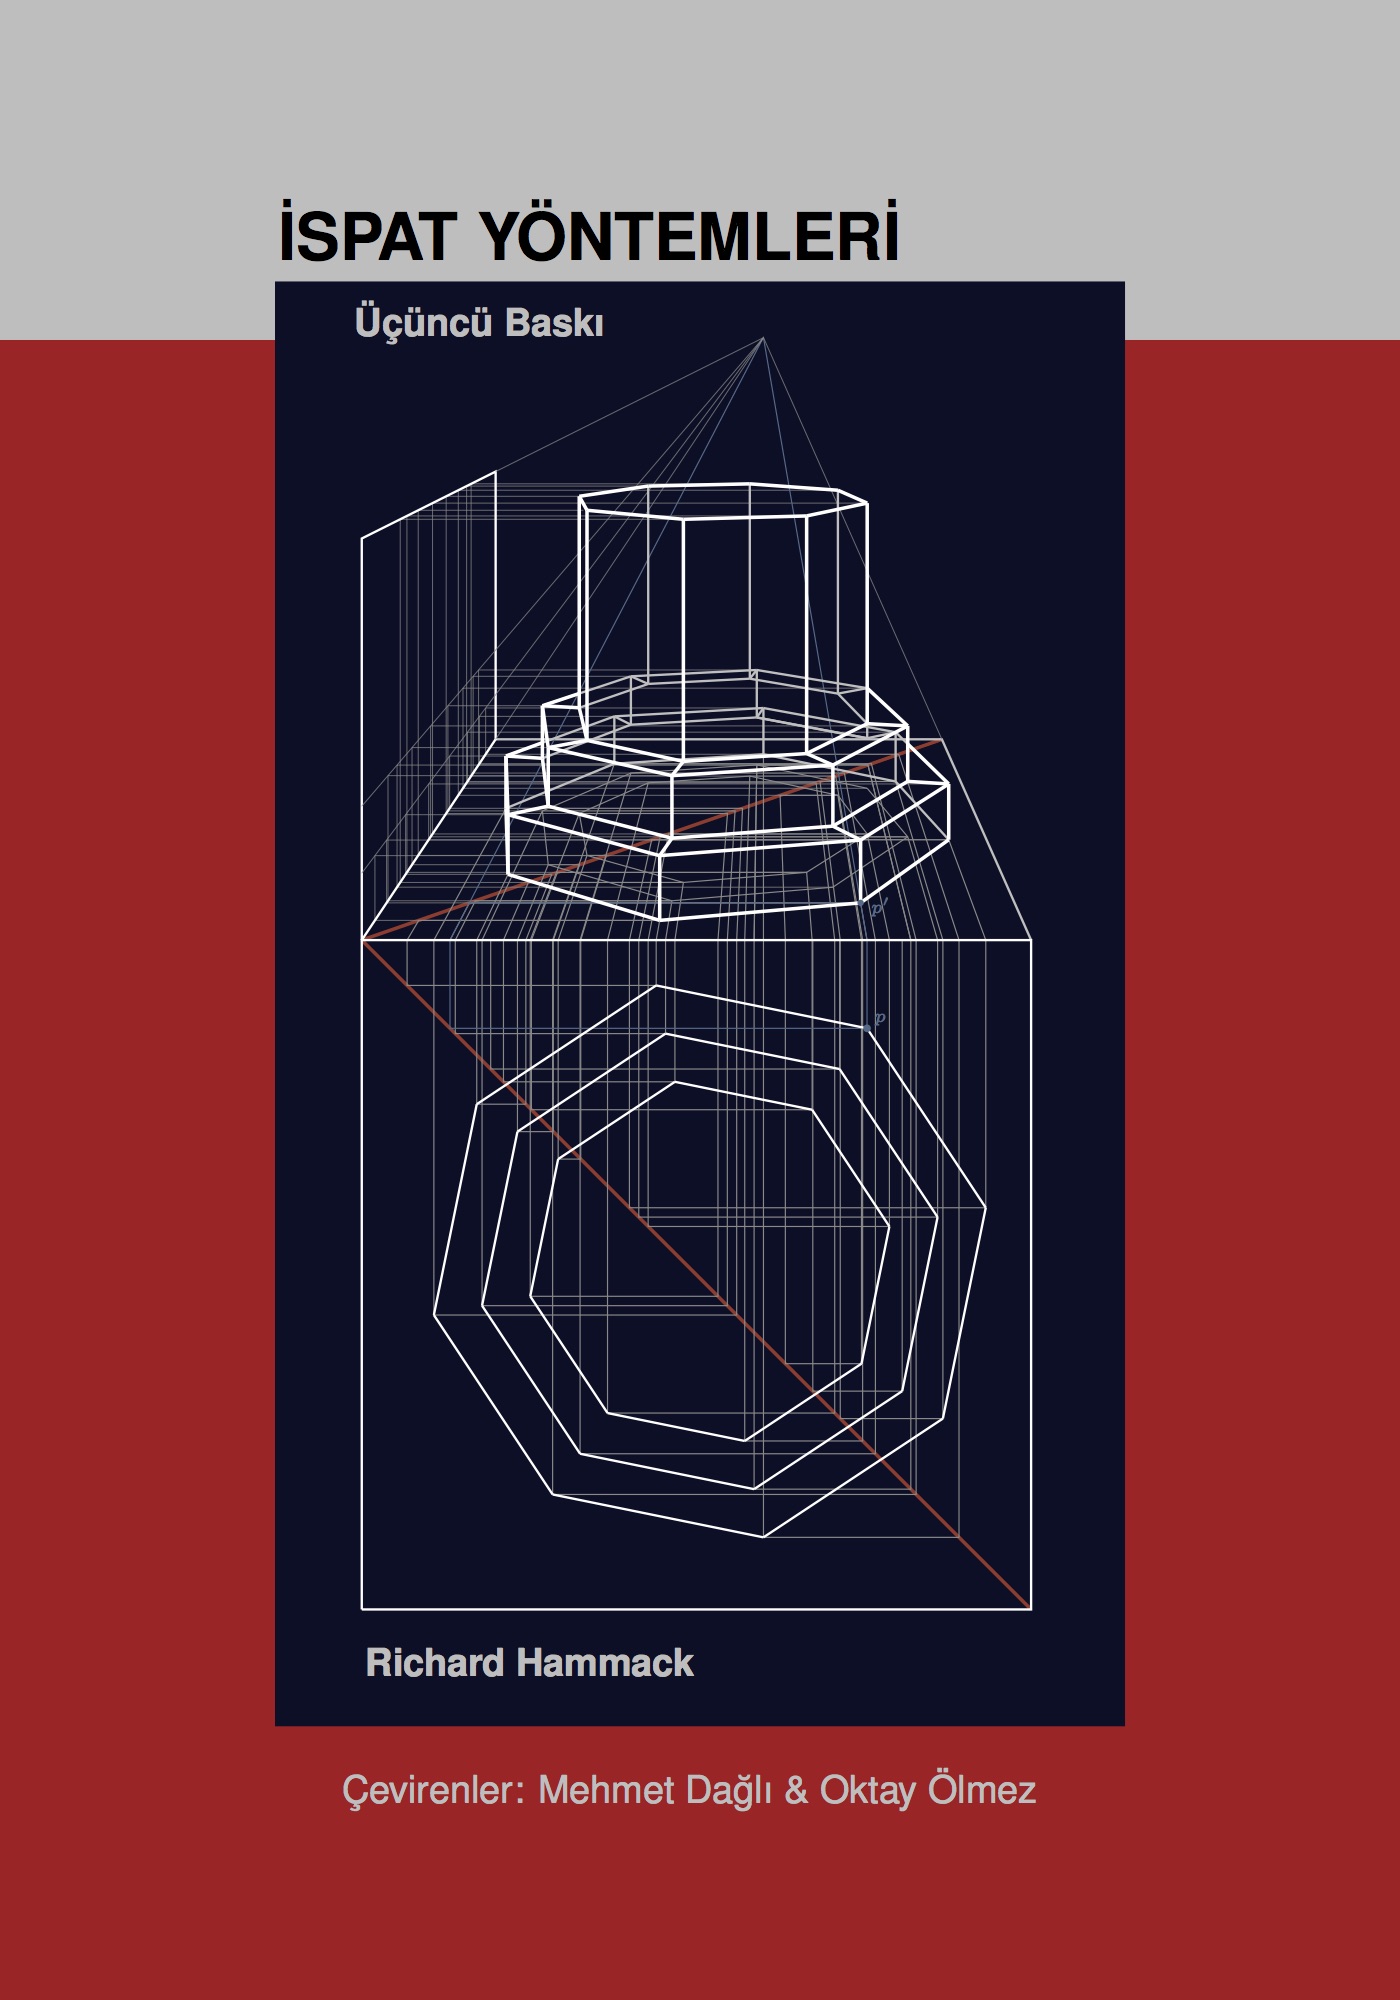 İSPAT YÖNTEMLERİ
Üçüncü Baskı
p′
p
Richard Hammack
Çevirenler: Mehmet Dağlı & Oktay Ölmez